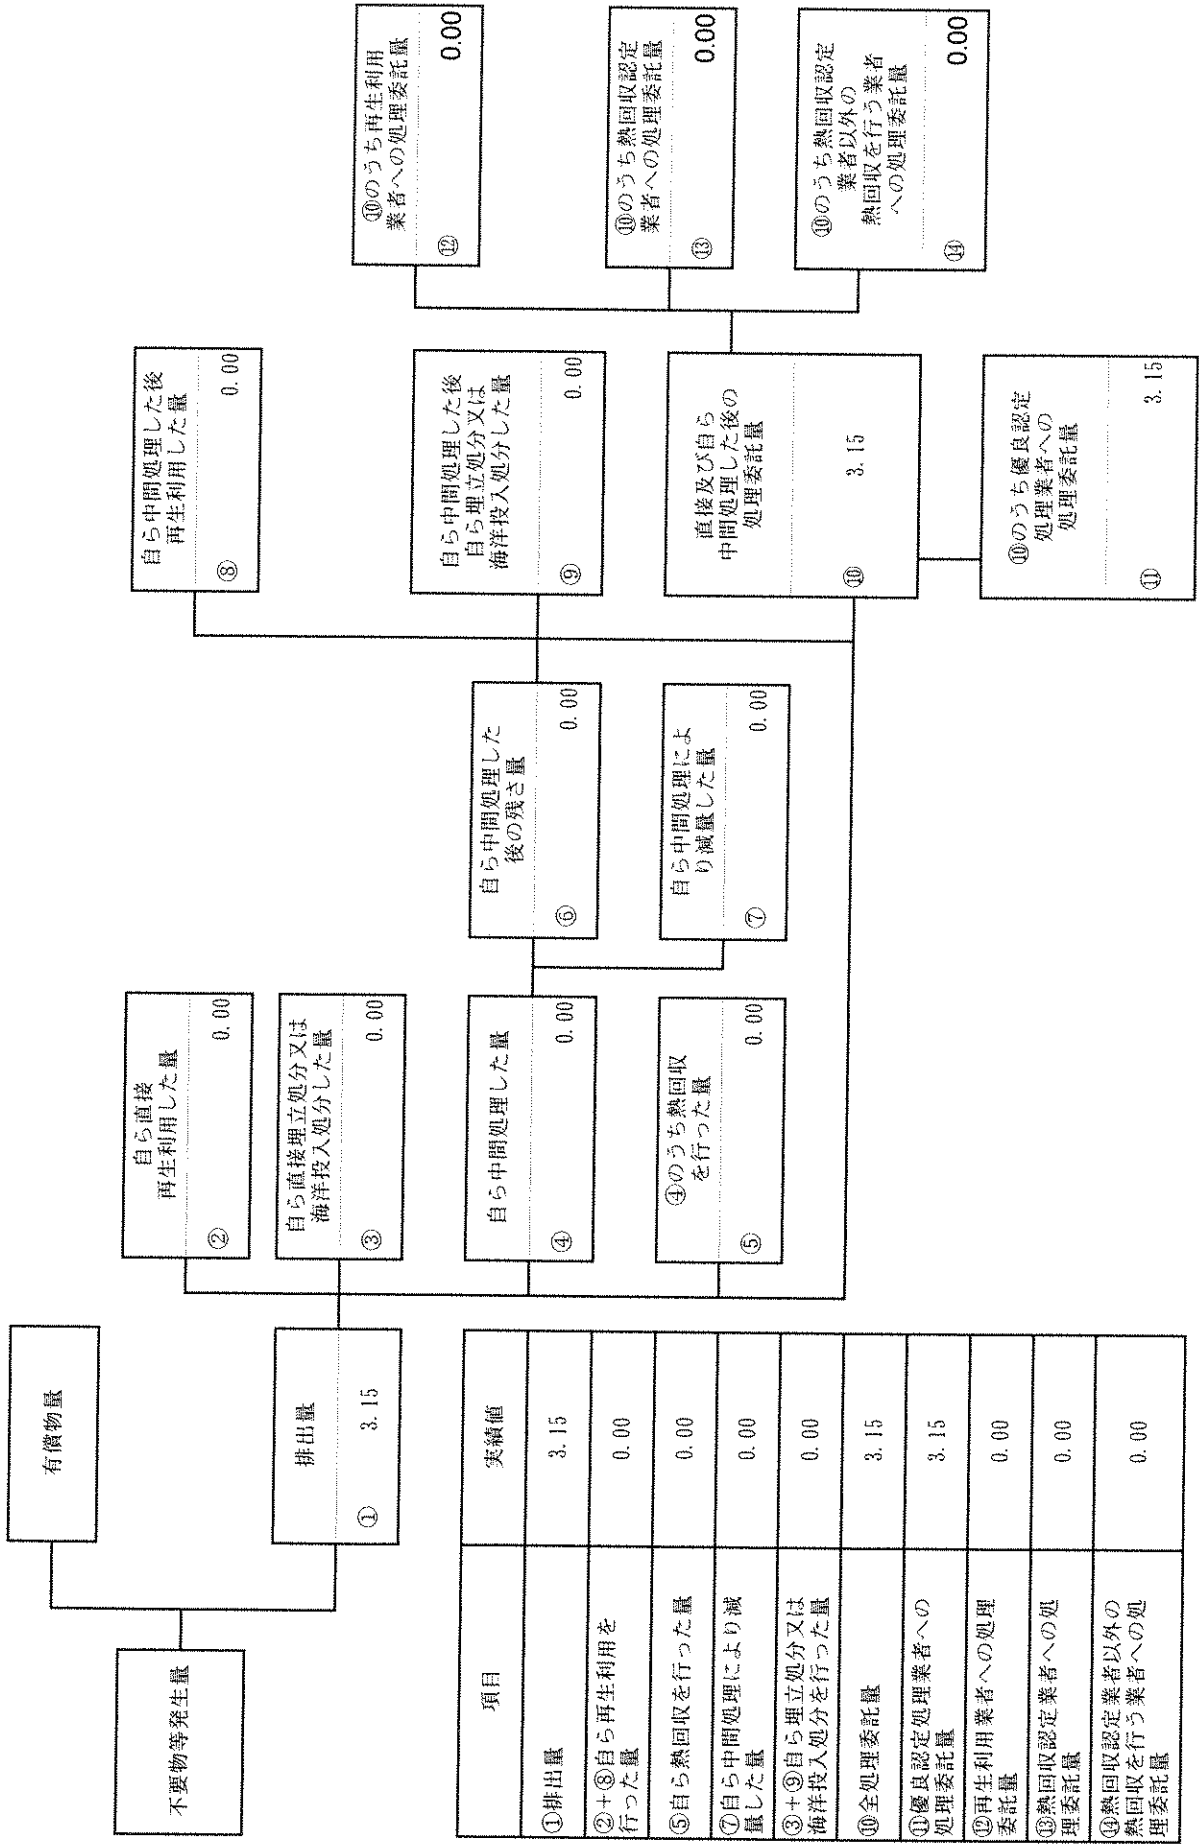 不要物等発生量
有償物量
排出量
① 3.15
自ら直接
再生利用した量
② 0.00
自ら直接埋立処分又は
海洋投入処分した量
③ 0.00
自ら中間処理した量
④ 0.00
④のうち熱回収
を行った量
⑤ 0.00
自ら中間処理した
後の残さ量
⑥ 0.00
自ら中間処理によ
り減量した量
⑦ 0.00
自ら中間処理した後
再生利用した量
⑧ 0.00
自ら中間処理した後
自ら埋立処分又は
海洋投入処分した量
⑨ 0.00
直接及び自ら
中間処理した後の
処理委託量
⑩ 3.15
⑩のうち優良認定
処理業者への
処理委託量
⑪ 3.15
⑩のうち再生利用
業者への処理委託量
⑫ 0.00
⑩のうち熱回収認定
業者への処理委託量
⑬ 0.00
⑩のうち熱回収認定
業者以外の
熱回収を行う業者
への処理委託量
⑭ 0.00
項目 実績値
①排出量 3.15
②+⑧自ら再生利用を
行った量 0.00
⑤自ら熱回収を行った量 0.00
⑦自ら中間処理により減
量した量 0.00
③+⑨自ら埋立処分又は
海洋投入処分を行った量 0.00
⑩全処理委託量 3.15
⑪優良認定処理業者への
処理委託量 3.15
⑫再生利用業者への処理
委託量 0.00
⑬熱回収認定業者への処
理委託量 0.00
⑭熱回収認定業者以外の
熱回収を行う業者への処
理委託量 0.00